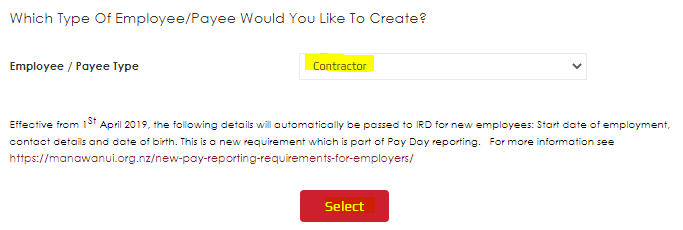 Which Type Of Employee/Payee Would You Like To Create?
Employee / Payee Type Contractor
Effective from 1St April 2019, the following details will automatically be passed to IRD for new employees: Start date of employment,
contact details and date of birth. This is a new requirement which is part of Pay Day reporting. For more information see
https://manawanui.org.nz/new-pay-reporting-requirements-for-employers/
Select